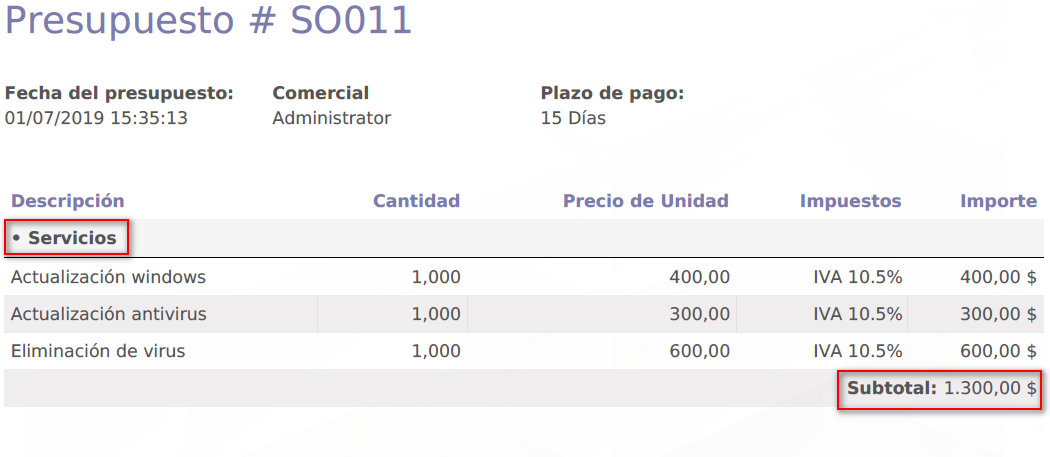 Presupuesto # SO011
Fecha del presupuesto: Comercial Plazo de pago:
01/07/2019 15:35:13 Administrator 15 Días
Descripción Cantidad Precio de Unidad Impuestos Importe
• Servicios
Actualización windows 1,000 400,00 IVA 10.5% 400,00 $
Actualización antivirus 1,000 300,00 IVA 10.5% 300,00 $
Eliminación de virus 1,000 600,00 IVA 10.5% 600,00 $
Subtotal: 1.300,00 $